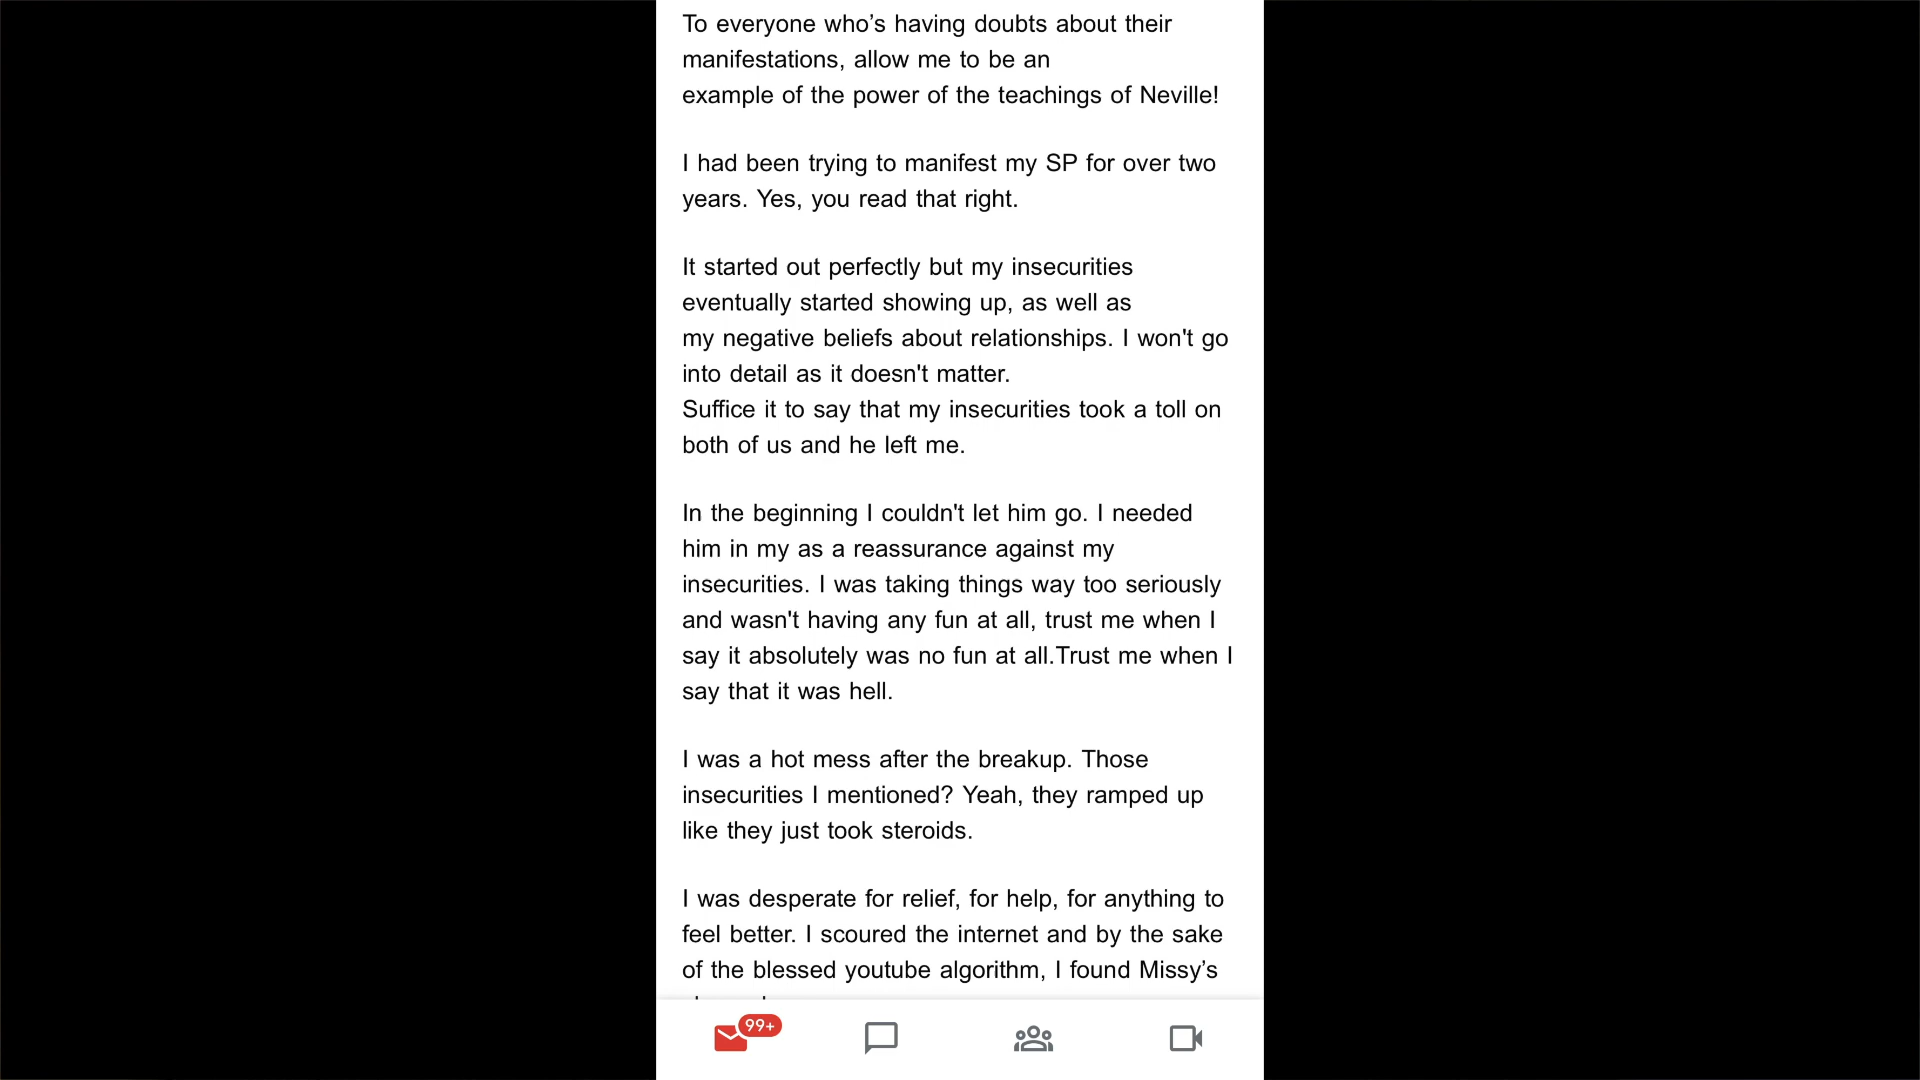 To everyone who’s having doubts about their
manifestations, allow me to be an
example of the power of the teachings of Neville!
I had been trying to manifest my SP for over two
years. Yes, you read that right.
It started out perfectly but my insecurities
eventually started showing up, as well as
my negative beliefs about relationships. I won't go
into detail as it doesn't matter.
Suffice it to say that my insecurities took a toll on
both of us and he left me.
In the beginning I couldn't let him go. I needed
him in my as a reassurance against my
insecurities. I was taking things way too seriously
and wasn't having any fun at all, trust me when I
say it absolutely was no fun at all.Trust me when I
say that it was hell.
I was a hot mess after the breakup. Those
insecurities I mentioned? Yeah, they ramped up
like they just took steroids.
I was desperate for relief, for help, for anything to
feel better. I scoured the internet and by the sake
of the blessed youtube algorithm, I found Missy’s
99+